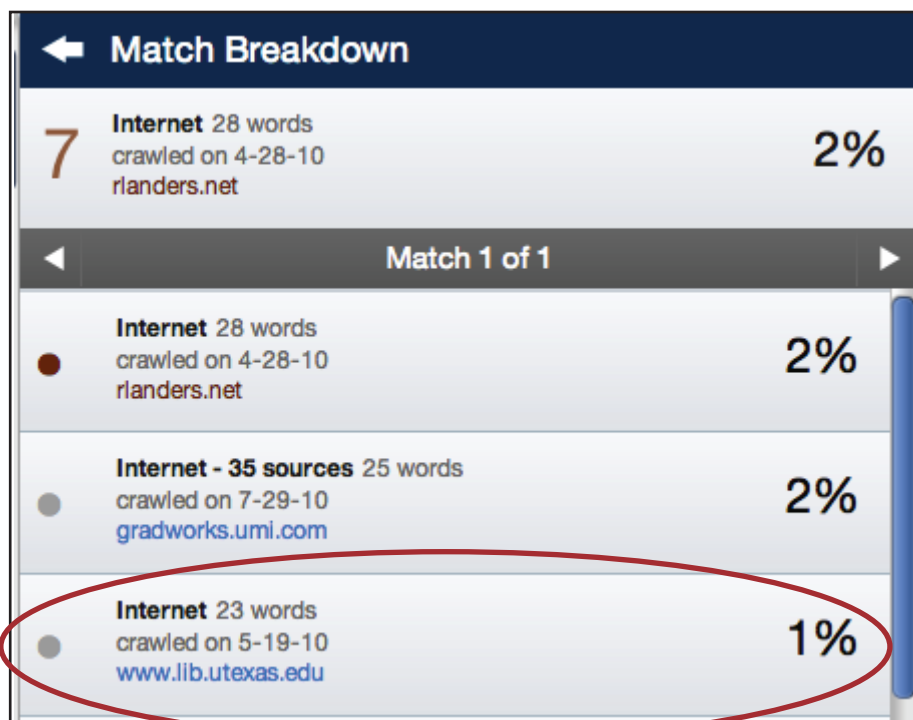 Match Breakdown
7
Internet 28 words
crawled on 4-28-10
rlanders.net
2%
Match 1 of 1
Internet 28 words
crawled on 4-28-10
rlanders.net
2%
Internet - 35 sources 25 words
crawled on 7-29-10
gradworks.umi.com
2%
Internet 23 words
crawled on 5-19-10
www.lib.utexas.edu
1%